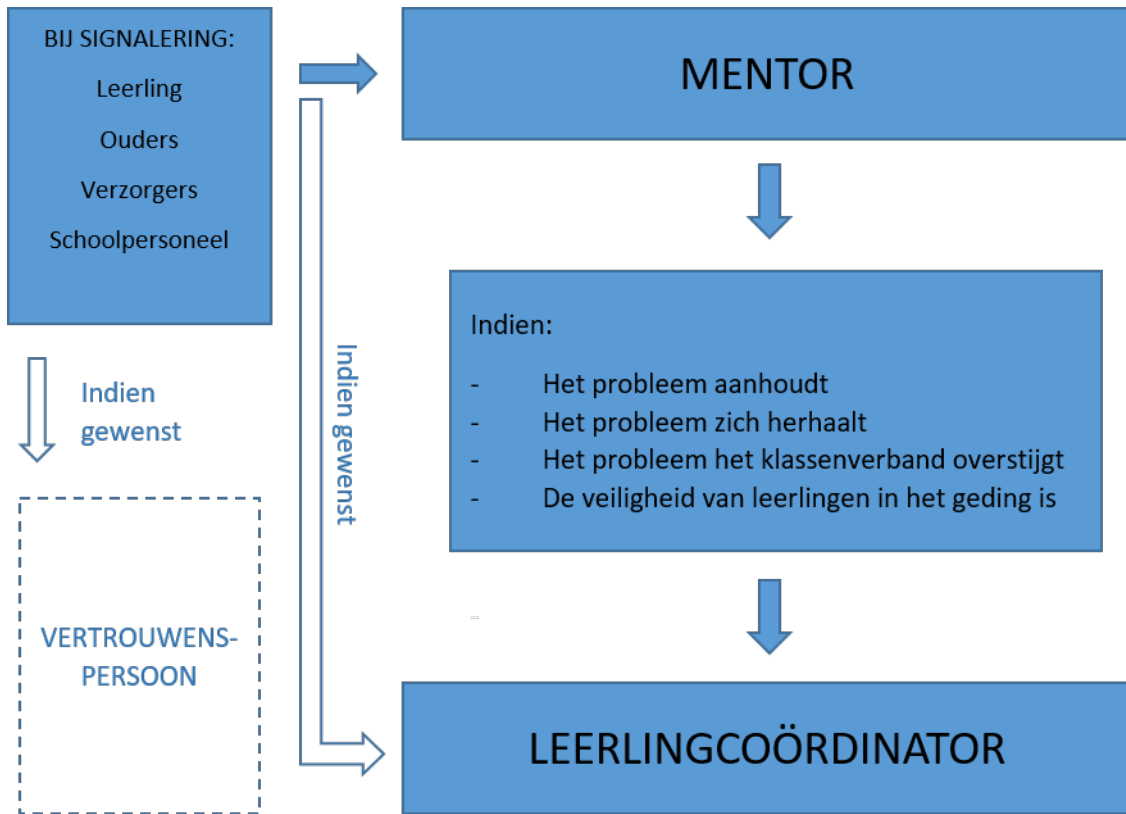 BIJ SIGNALERING:
Leerling
Ouders
Verzorgers
Schoolpersoneel
MENTOR
Indien:
- Het probleem aanhoudt
- Het probleem zich herhaalt
- Het probleem het klassenverband overstijgt
- De veiligheid van leerlingen in het geding is
Indien
gewenst
Indien gewenst
VERTROUWENS-
PERSOON
LEERLINGCOÖRDINATOR